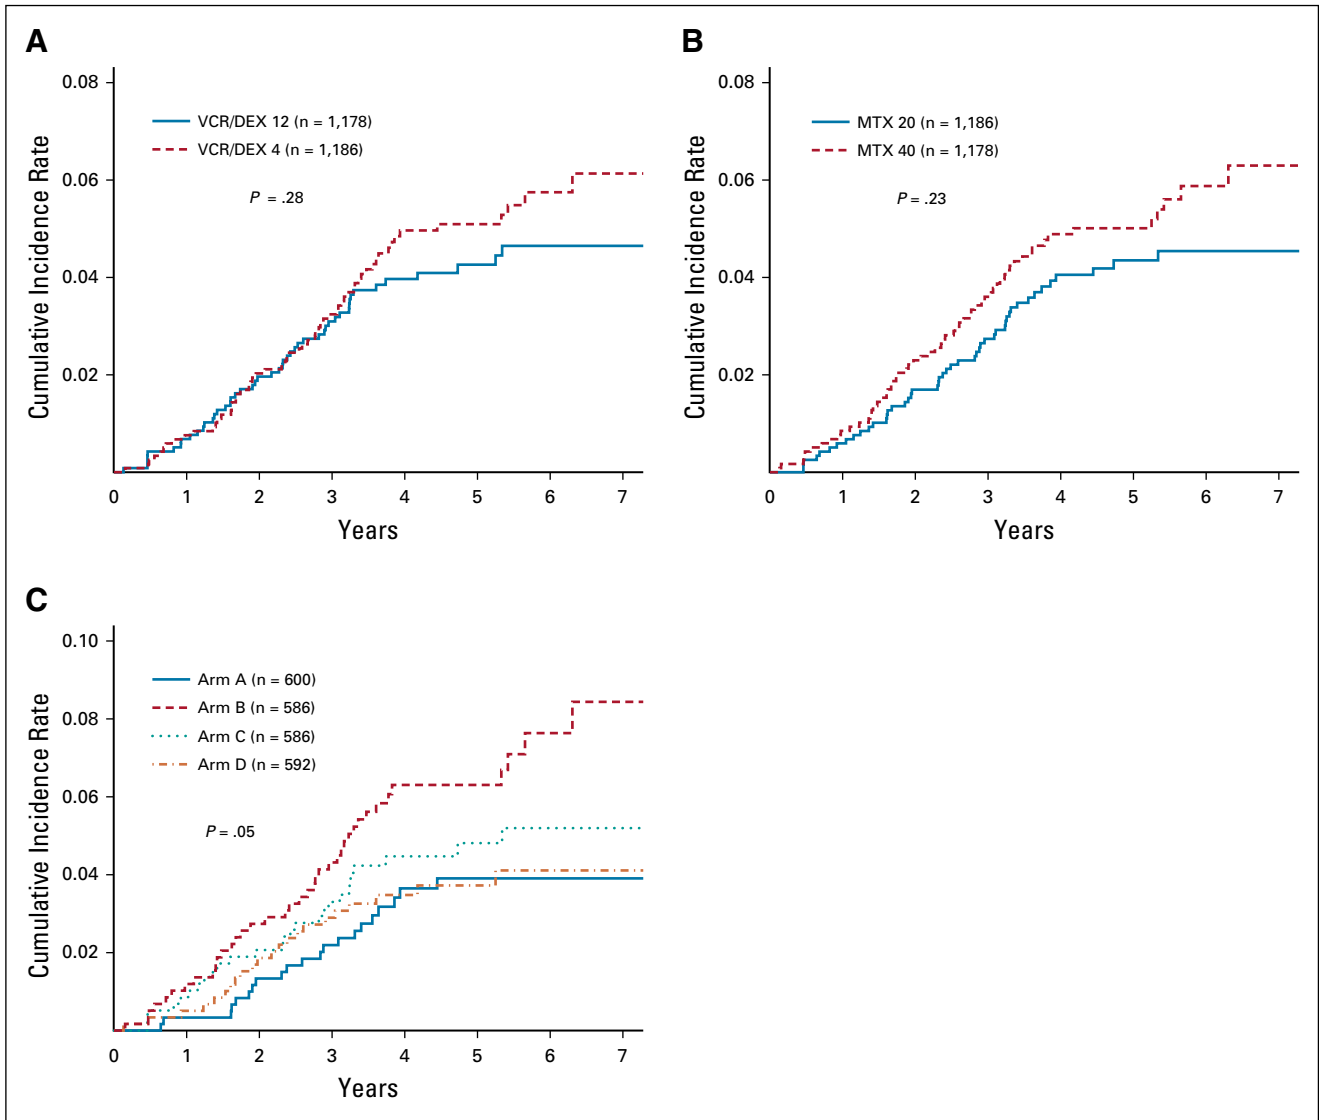 A
Cumulative Incidence Rate
0.08
0.06
0.04
0.02
VCR/DEX 12 (n = 1,178)
VCR/DEX 4 (n = 1,186)
P = .28
0 1 2 3 4 5 6 7
Years
B
Cumulative Incidence Rate
0.08
0.06
0.04
0.02
MTX 20 (n = 1,186)
MTX 40 (n = 1,178)
P = .23
0 1 2 3 4 5 6 7
Years
C
Cumulative Incidence Rate
0.10
0.08
0.06
0.04
0.02
Arm A (n = 600)
Arm B (n = 586)
Arm C (n = 586)
Arm D (n = 592)
P = .05
0 1 2 3 4 5 6 7
Years